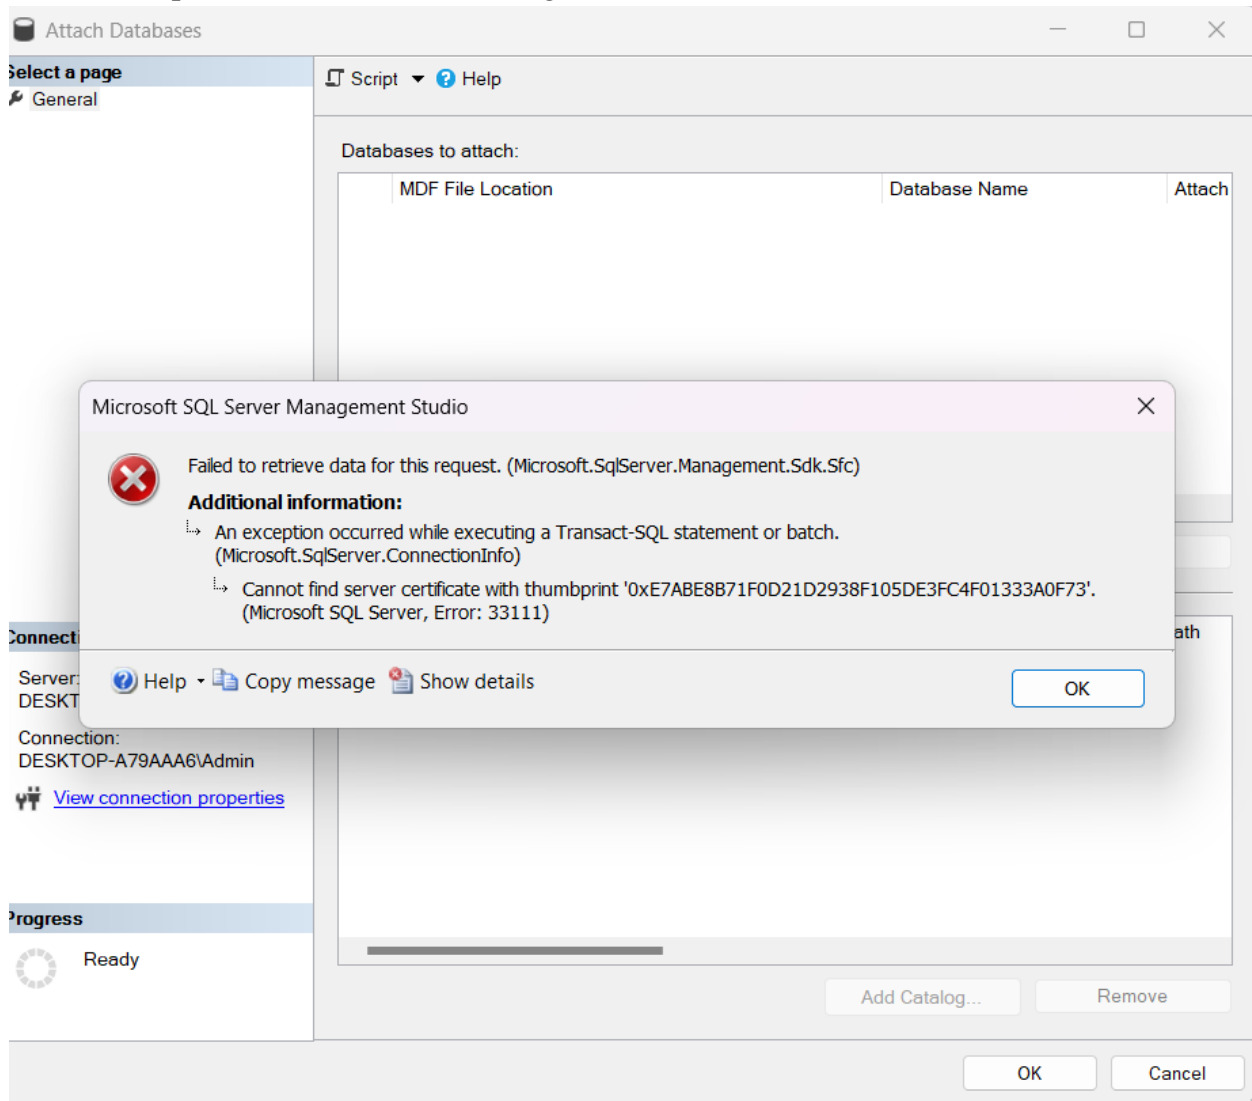 Attach Databases
Select a page
General
Script
Help
Databases to attach:
MDF File Location
Database Name
Attach
Microsoft SQL Server Management Studio
Failed to retrieve data for this request. (Microsoft.SqlServer.Management.Sdk.Sfc)
Additional information:
An exception occurred while executing a Transact-SQL statement or batch.
(Microsoft.SqlServer.ConnectionInfo)
Cannot find server certificate with thumbprint '0xE7ABE8B71F0D21D2938F105DE3FC4F01333A0F73'.
(Microsoft SQL Server, Error: 33111)
Help
Copy message
Show details
OK
Connecti
ath
Server:
DESKT
Connection:
DESKTOP-A79AAA6\Admin
View connection properties
Progress
Ready
Add Catalog...
Remove
OK
Cancel